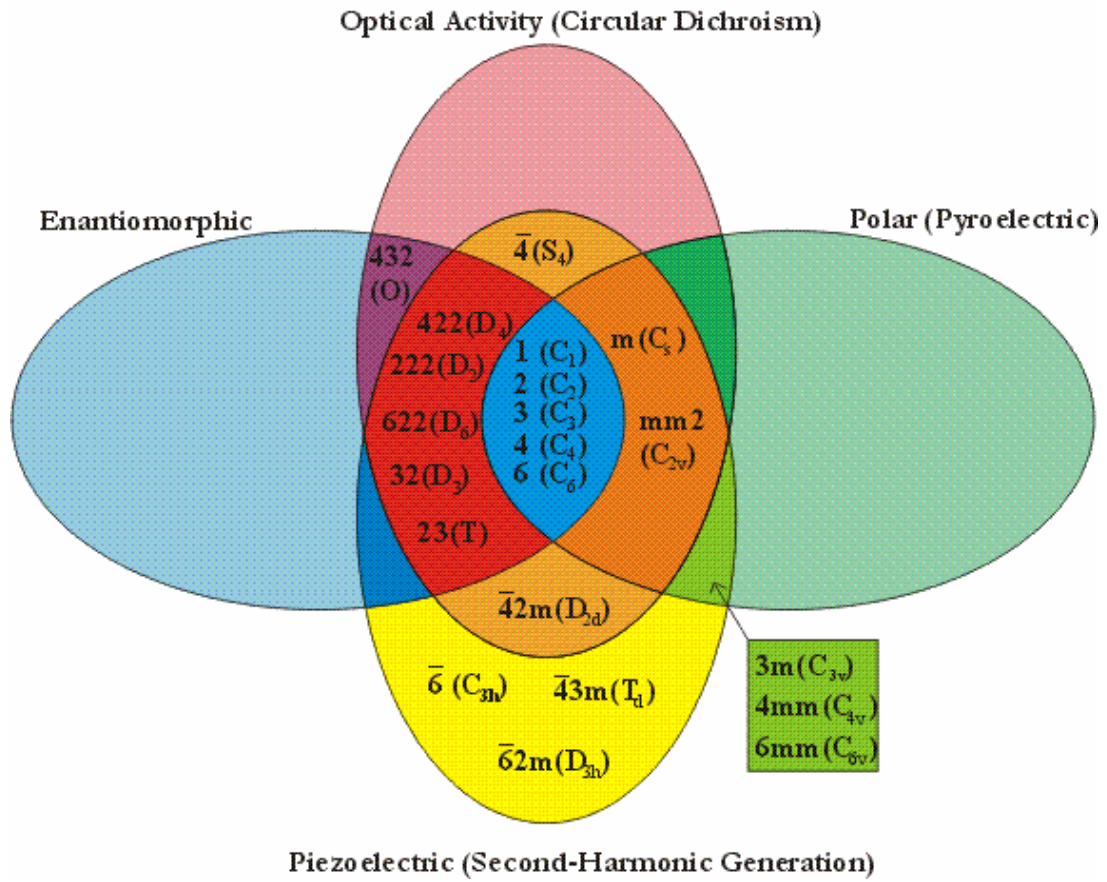 Optical Activity (Circular Dichroism)
Enantiomorphic
Polar (Pyroelectric)
432
(O)
4̅(S₄)
422(D₄)
222(D₂)
622(D₆)
32(D₃)
23(T)
1 (C₁)
2 (C₂)
3 (C₃)
4 (C₄)
6 (C₆)
m(Cₛ)
mm2
(C₂ᵥ)
4̅2m(D₂d)
6̅ (C₃ₕ)
4̅3m(Td)
6̅2m(D₃ₕ)
3m(C₃ᵥ)
4mm(C₄ᵥ)
6mm(C₆ᵥ)
Piezoelectric (Second-Harmonic Generation)